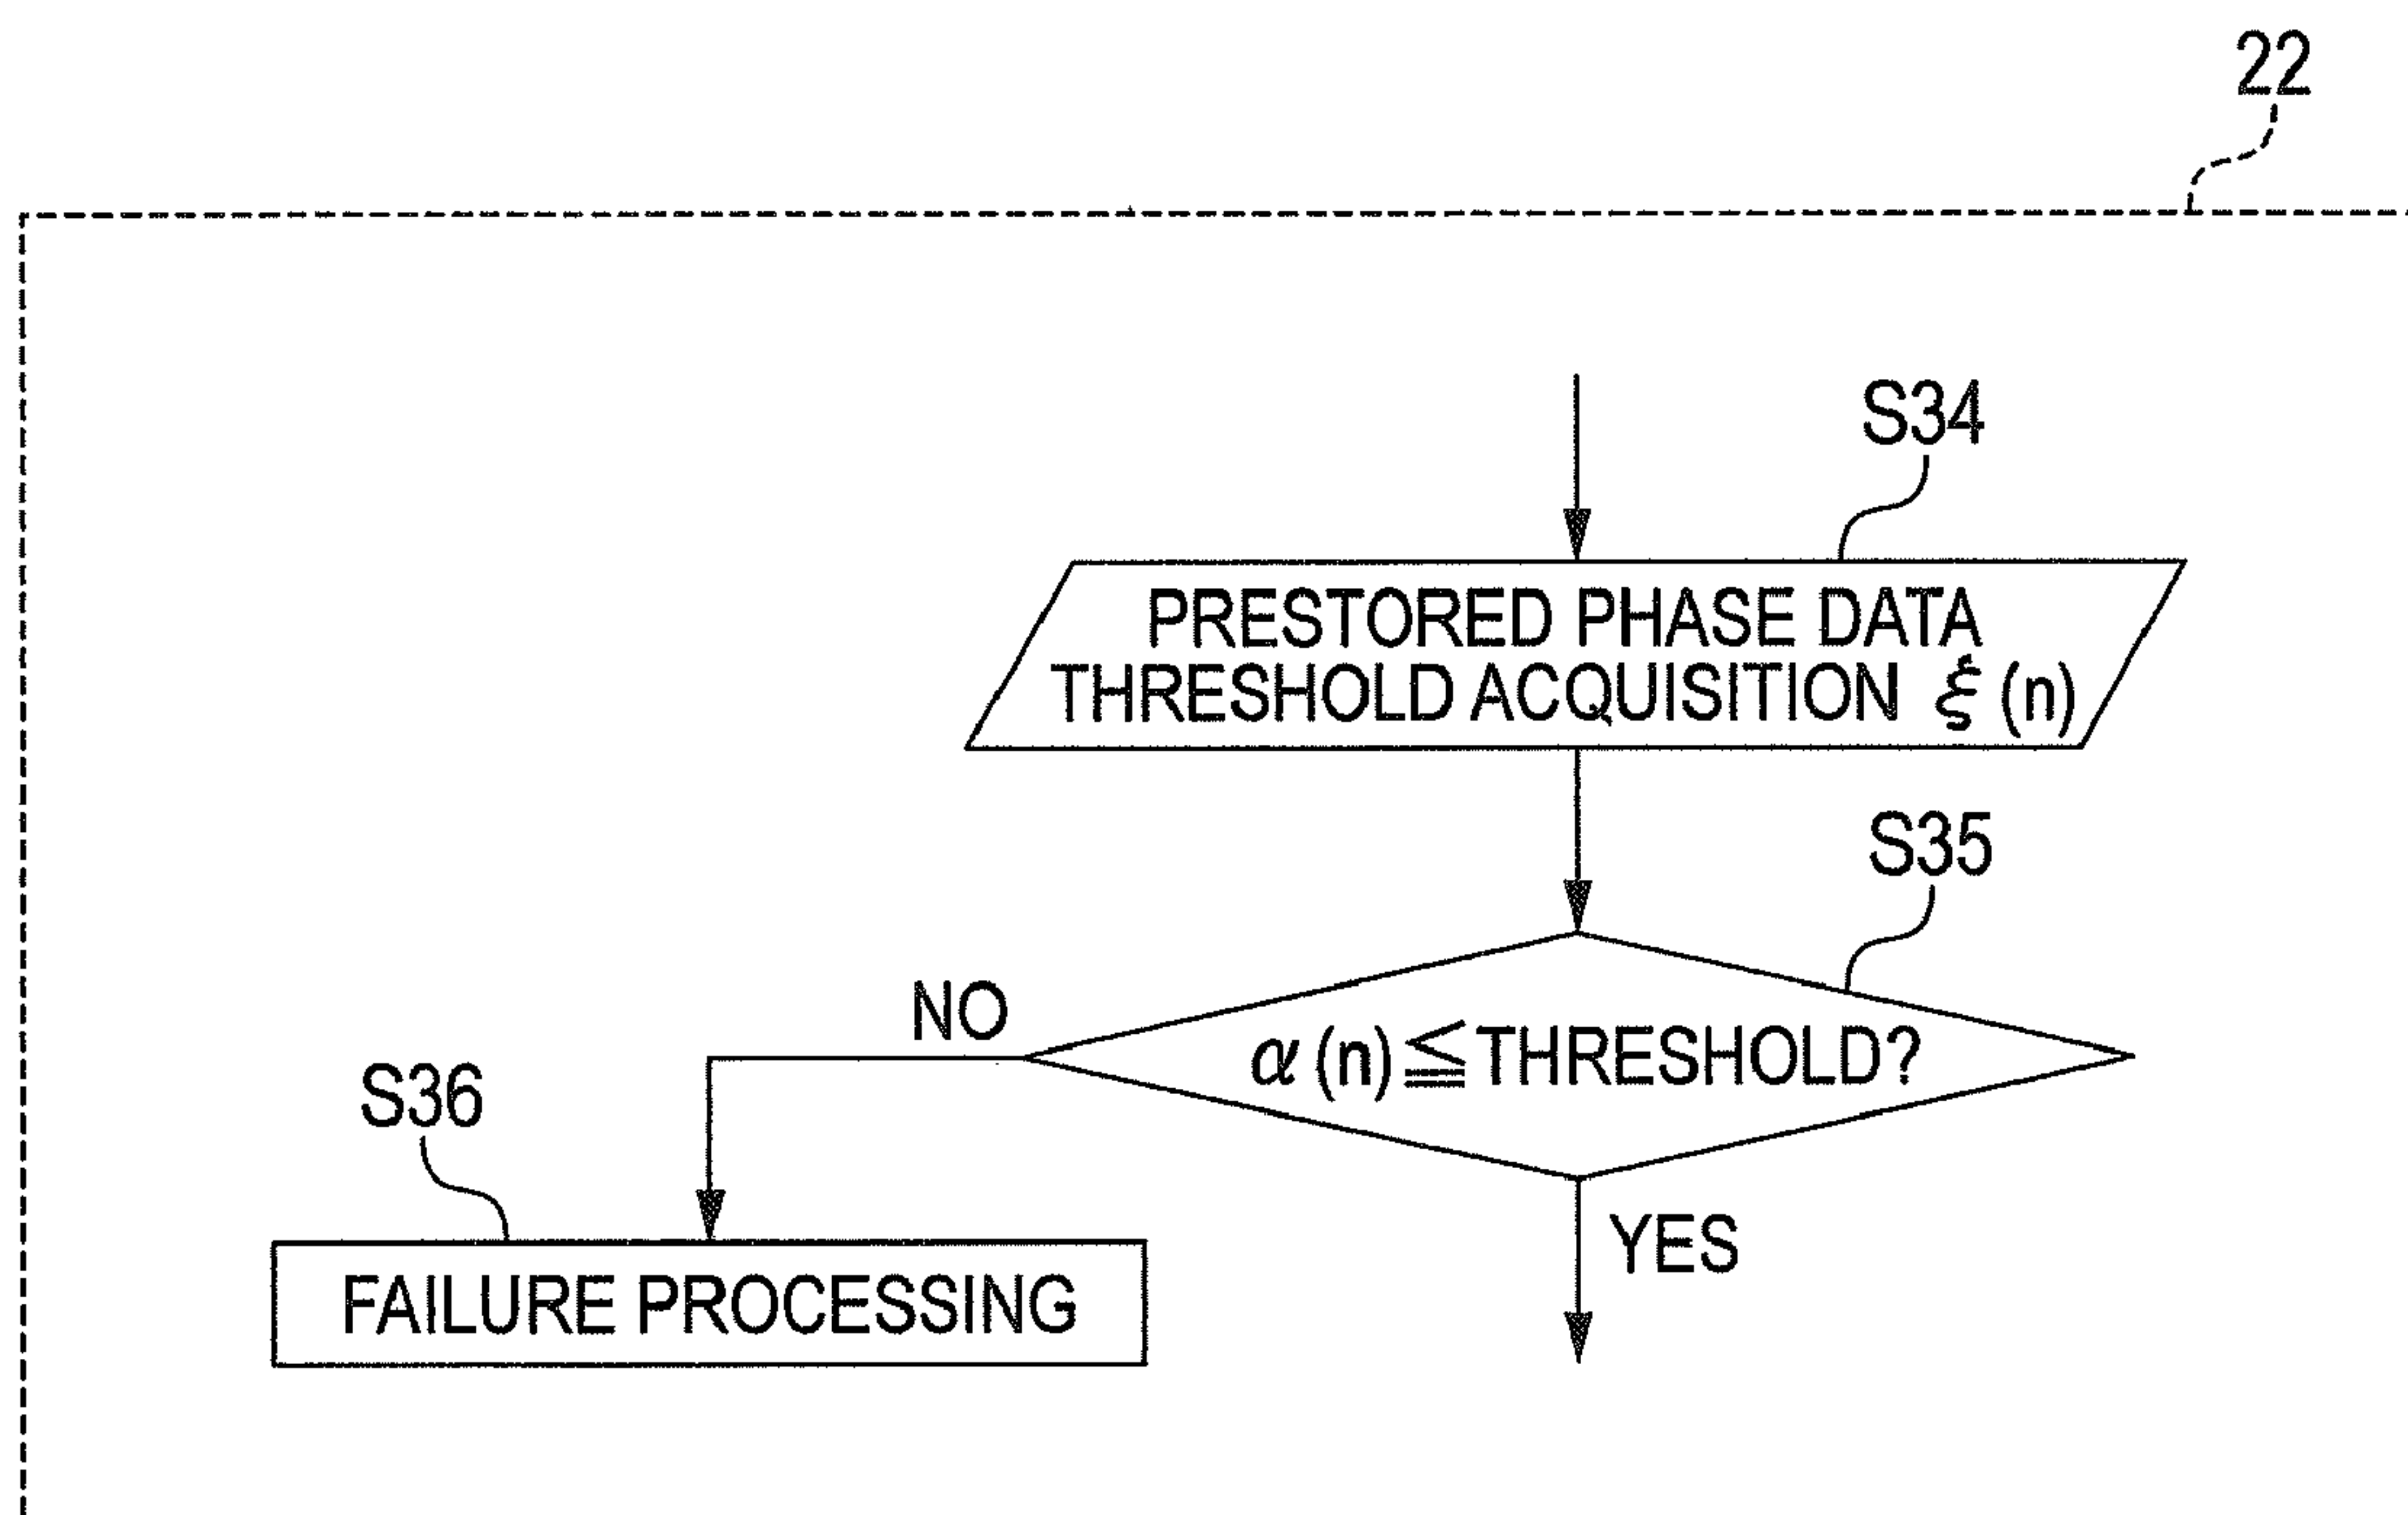 22
S34
PRESTORED PHASE DATA
THRESHOLD ACQUISITION ξ (n)
S35
NO
α (n) ≦ THRESHOLD?
S36
YES
FAILURE PROCESSING